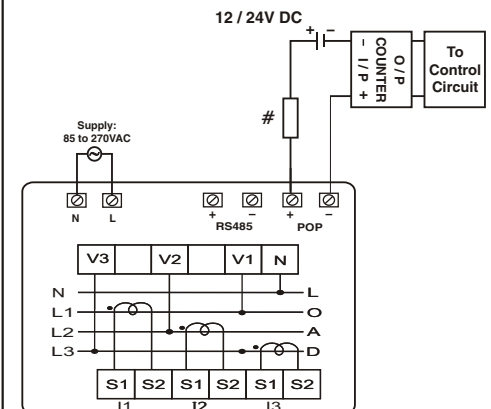 12 / 24V DC
+ –
– I / P +
COUNTER
O / P
To
Control
Circuit
#
Supply:
85 to 270VAC
N L + – + –
RS485 POP
V3 V2 V1 N
N L
L1 O
L2 A
L3 D
S1 S2 S1 S2 S1 S2
I1 I2 I3